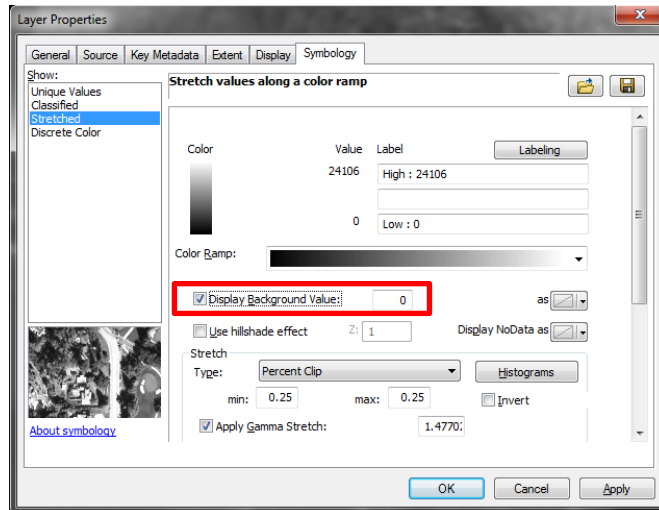 Layer Properties
General Source Key Metadata Extent Display Symbology
Show:
Unique Values
Classified
Stretched
Discrete Color
About symbology
Stretch values along a color ramp
Color Value Label Labeling
24106 High : 24106
0 Low : 0
Color Ramp:
Display Background Value: 0 as
Use hillshade effect Z: 1 Display NoData as
Stretch
Type: Percent Clip Histograms
min: 0.25 max: 0.25 Invert
Apply Gamma Stretch: 1.4770
OK Cancel Apply